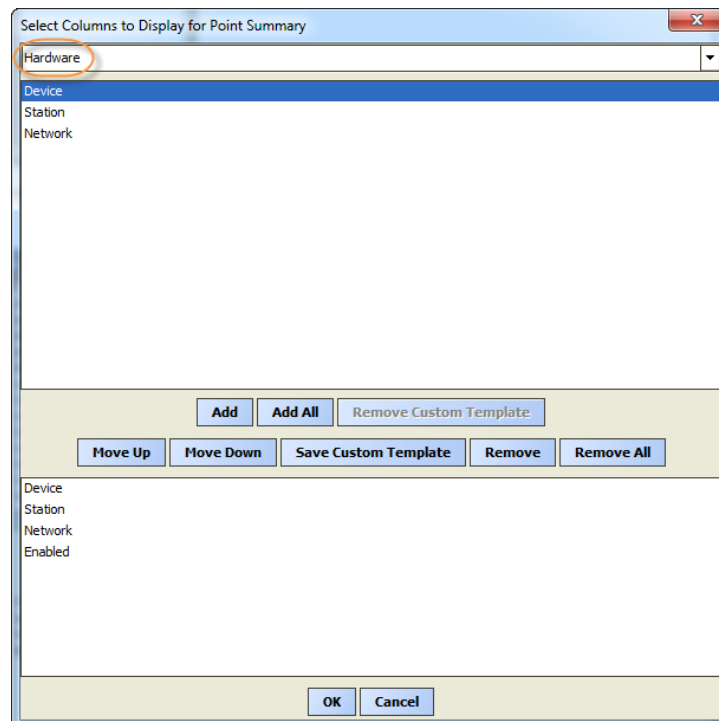 Select Columns to Display for Point Summary
Hardware
Device
Station
Network
Add Add All Remove Custom Template
Move Up Move Down Save Custom Template Remove Remove All
Device
Station
Network
Enabled
OK Cancel